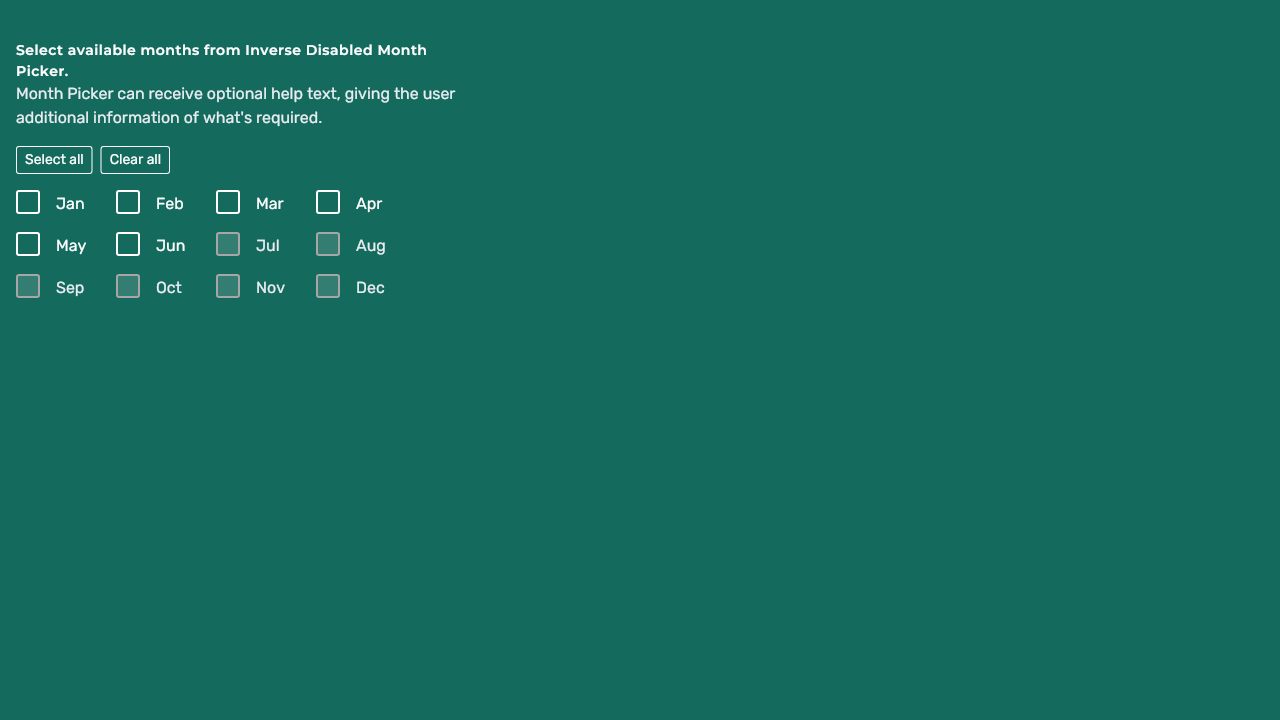 Select available months from Inverse Disabled Month
Picker.
Month Picker can receive optional help text, giving the user
additional information of what's required.
Select all Clear all
Jan Feb Mar Apr
May Jun Jul Aug
Sep Oct Nov Dec